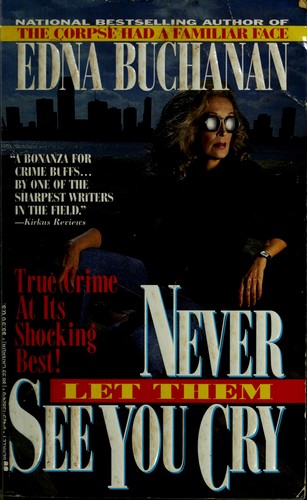 NATIONAL BESTSELLING AUTHOR OF
THE CORPSE HAD A FAMILIAR FACE
EDNA BUCHANAN
"A BONANZA FOR
CRIME BUFFS...
BY ONE OF THE
SHARPEST WRITERS
IN THE FIELD."
—Kirkus Reviews
True Crime
At Its
Shocking
Best!
NEVER
LET THEM
SEE YOU CRY